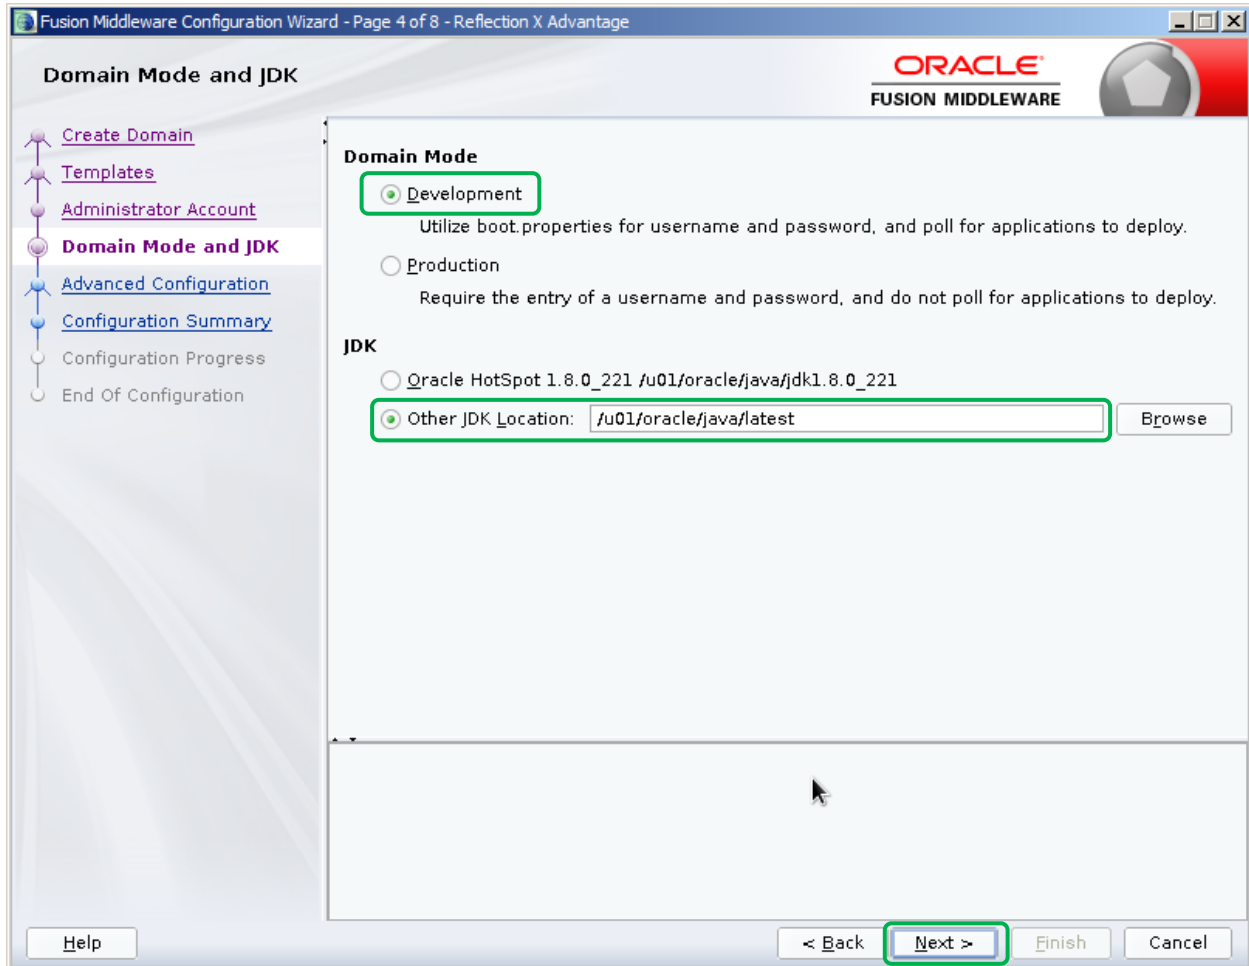 Fusion Middleware Configuration Wizard - Page 4 of 8 - Reflection X Advantage
Domain Mode and JDK
ORACLE
FUSION MIDDLEWARE
Create Domain
Templates
Administrator Account
Domain Mode and JDK
Advanced Configuration
Configuration Summary
Configuration Progress
End Of Configuration
Domain Mode
Development
Utilize boot.properties for username and password, and poll for applications to deploy.
Production
Require the entry of a username and password, and do not poll for applications to deploy.
JDK
Oracle HotSpot 1.8.0_221 /u01/oracle/java/jdk1.8.0_221
Other JDK Location: /u01/oracle/java/latest Browse
Help < Back Next > Finish Cancel